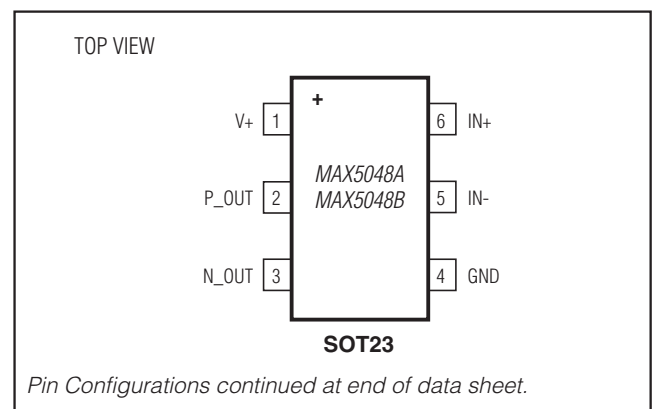 TOP VIEW
+
V+ 1
6 IN+
MAX5048A
MAX5048B
P_OUT 2
5 IN-
N_OUT 3
4 GND
SOT23
Pin Configurations continued at end of data sheet.